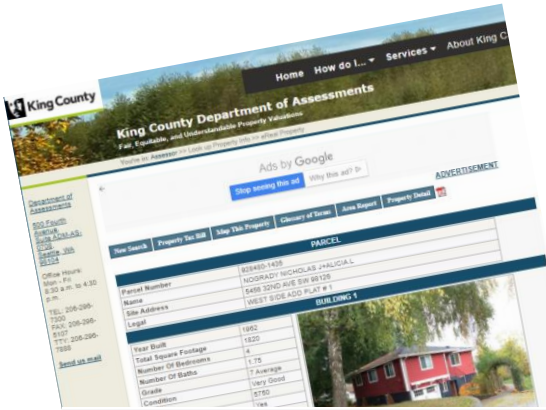 King County
Home How do I... Services About King C
King County Department of Assessments
Fair, Equitable, and Understandable Property Valuations
You're in: Assessor >> Look up Property Info >> eReal Property
Ads by Google
Stop seeing this ad Why this ad?
ADVERTISEMENT
Department of
Assessments
500 Fourth
Avenue,
Suite ADM-AS-
Seattle, WA
Office Hours:
Mon - Fri
8:30 a.m. to 4:30
p.m.
TEL: 206-296-
7300
FAX: 206-296-
5107
TTY: 206-296-
7888
Send us mail
New Search Property Tax Bill Map This Property Glossary of Terms Area Report Property Detail
PARCEL
Parcel Number 928480-1435
Name NOGRADY NICHOLAS J+ALICIA L
Site Address 5458 32ND AVE SW 98126
Legal WEST SIDE ADD PLAT # 1
BUILDING 1
Year Built 1962
Total Square Footage 1820
Number Of Bedrooms 4
Number Of Baths 1.75
Grade 7 Average
Condition Very Good
5750
Yes